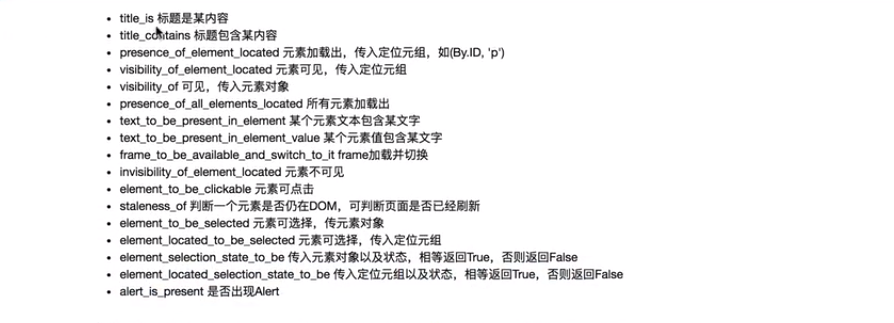 title_is 标题是某内容
title_contains 标题包含某内容
presence_of_element_located 元素加载出，传入定位元组，如(By.ID, 'p')
visibility_of_element_located 元素可见，传入定位元组
visibility_of 可见，传入元素对象
presence_of_all_elements_located 所有元素加载出
text_to_be_present_in_element 某个元素文本包含某文字
text_to_be_present_in_element_value 某个元素值包含某文字
frame_to_be_available_and_switch_to_it frame加载并切换
invisibility_of_element_located 元素不可见
element_to_be_clickable 元素可点击
staleness_of 判断一个元素是否仍在DOM，可判断页面是否已经刷新
element_to_be_selected 元素可选择，传元素对象
element_located_to_be_selected 元素可选择，传入定位元组
element_selection_state_to_be 传入元素对象以及状态，相等返回True，否则返回False
element_located_selection_state_to_be 传入定位元组以及状态，相等返回True，否则返回False
alert_is_present 是否出现Alert